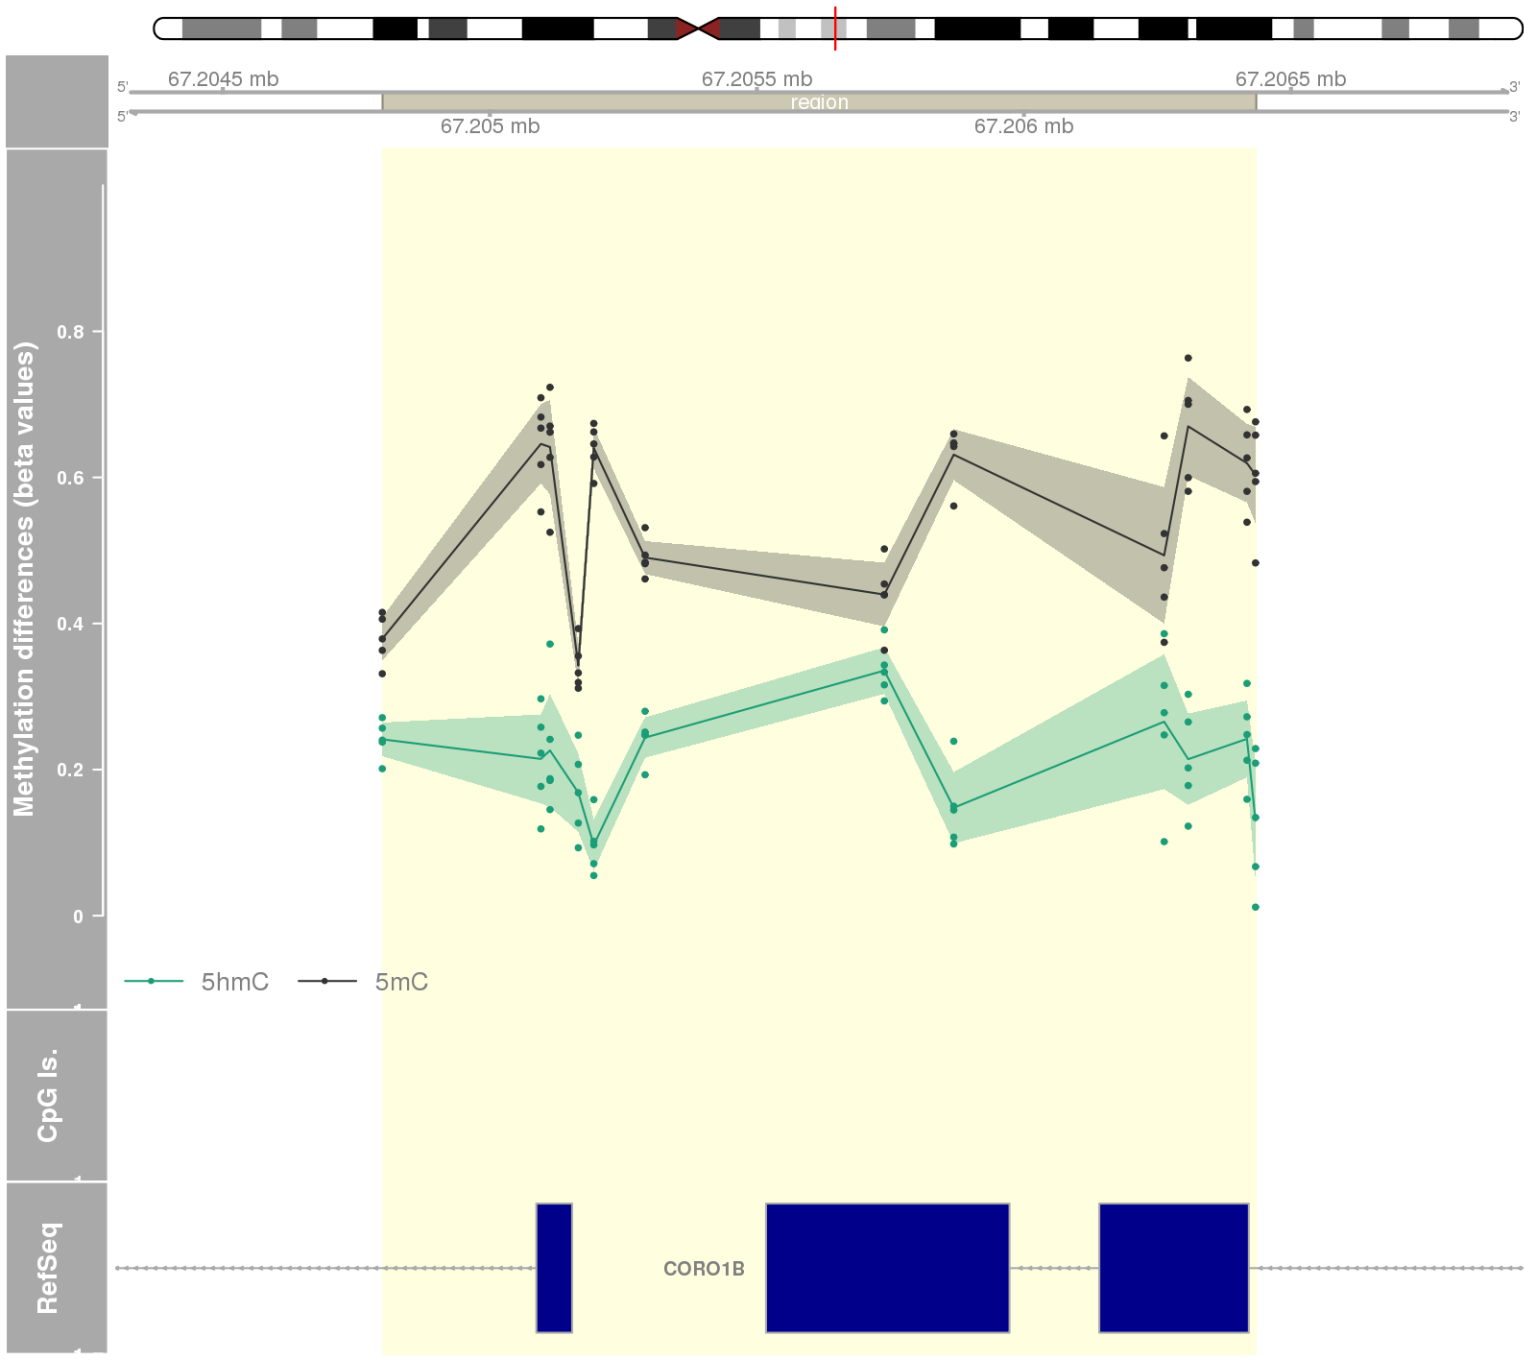 67.2045 mb
67.2055 mb
67.2065 mb
5'
3'
region
5'
3'
67.205 mb
67.206 mb
Methylation differences (beta values)
0.8
0.6
0.4
0.2
0
5hmC
5mC
CpG Is.
RefSeq
CORO1B